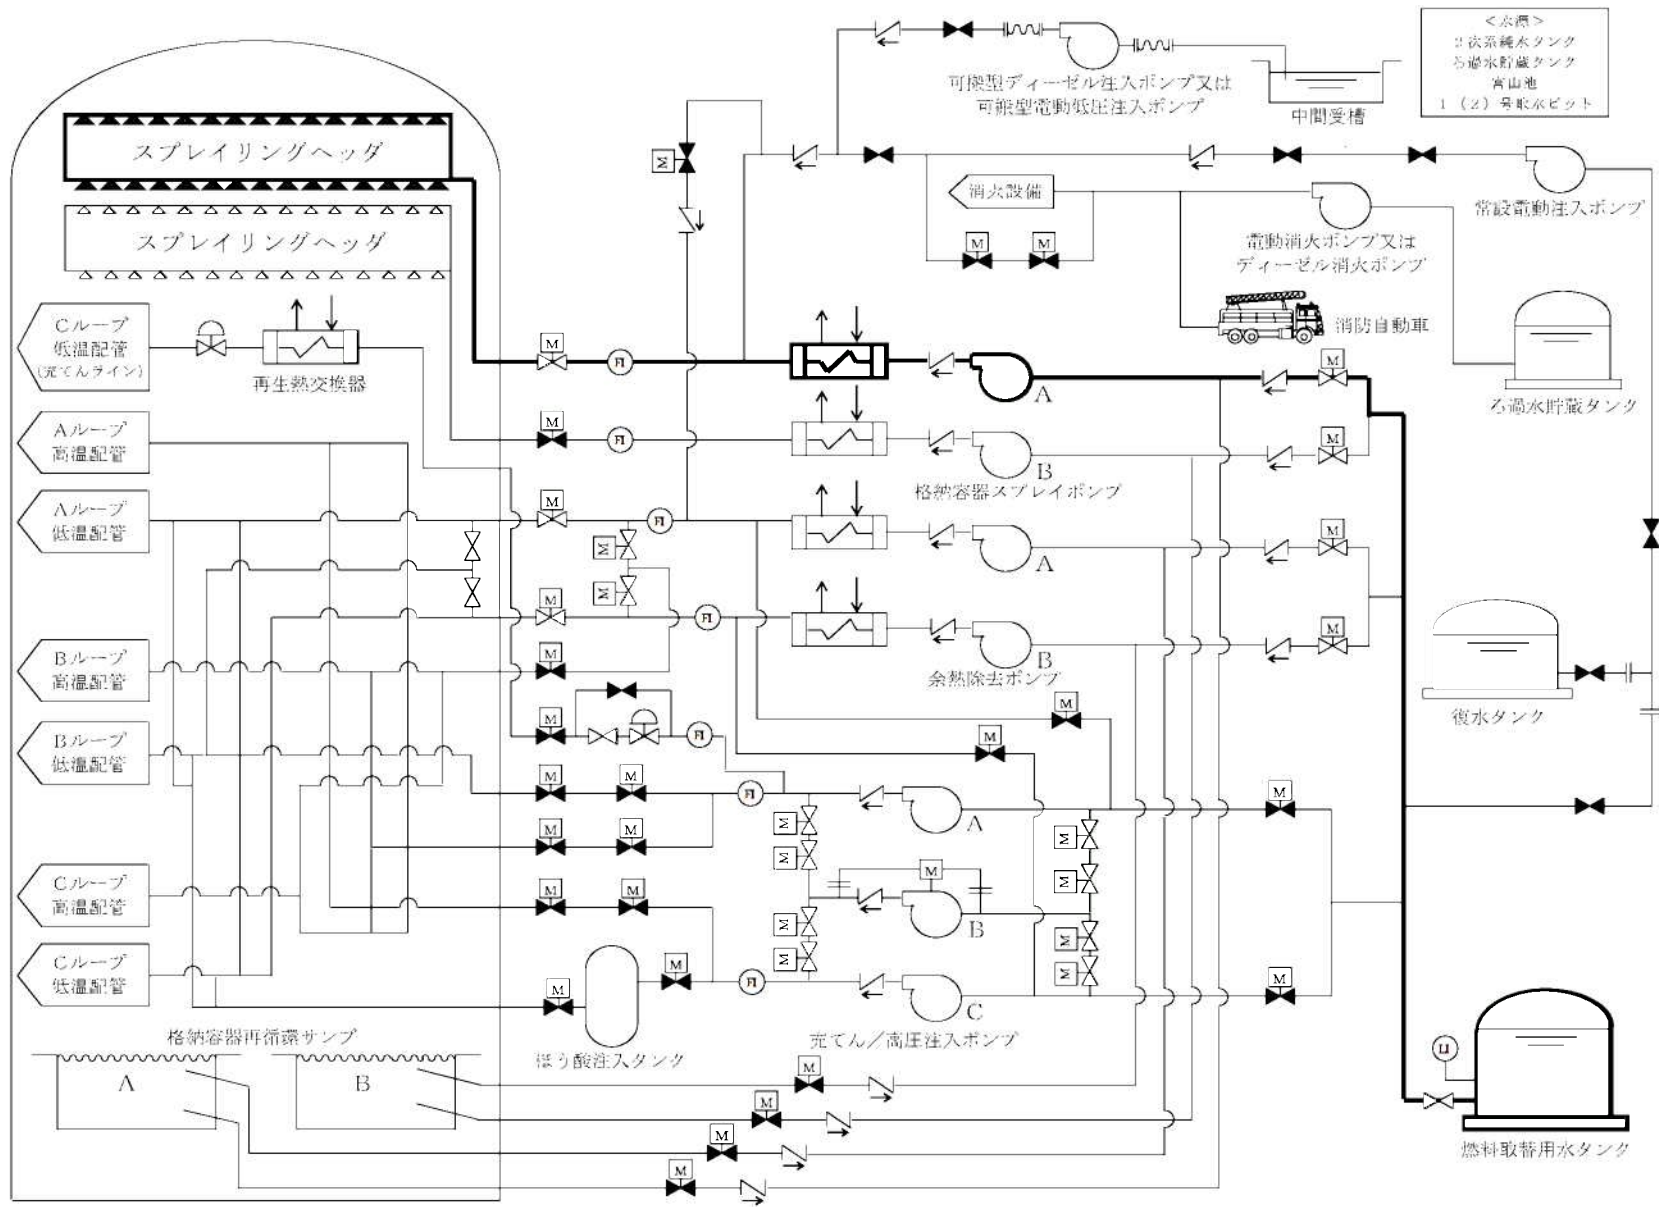 ＜水源＞
2次系純水タンク
ろ過水貯蔵タンク
宮山池
1（2）号取水ピット
可搬型ディーゼル注入ポンプ又は
可搬型電動低圧注入ポンプ
中間受槽
スプレイリングヘッダ
スプレイリングヘッダ
M
消火設備
常設電動注入ポンプ
M
M
電動消火ポンプ又は
ディーゼル消火ポンプ
消防自動車
ろ過水貯蔵タンク
Cループ
低温配管
(充てんライン)
再生熱交換器
M
FI
A
M
Aループ
高温配管
M
FI
B
M
格納容器スプレイポンプ
Aループ
低温配管
M
FI
M
A
M
M
M
FI
B
M
余熱除去ポンプ
Bループ
高温配管
M
復水タンク
Bループ
低温配管
M
FI
M
M
M
M
FI
A
M
M
M
M
M
M
M
Cループ
高温配管
M
M
M
B
M
M
M
M
Cループ
低温配管
M
M
FI
C
M
ほう酸注入タンク
充てん／高圧注入ポンプ
格納容器再循環サンプ
A
B
M
M
M
M
LI
燃料取替用水タンク